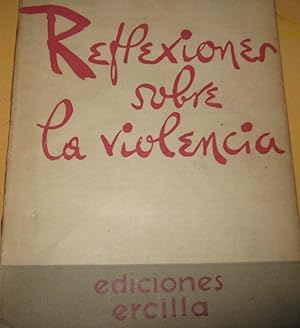 Reflexiones
sobre
la violencia
ediciones
ercilla